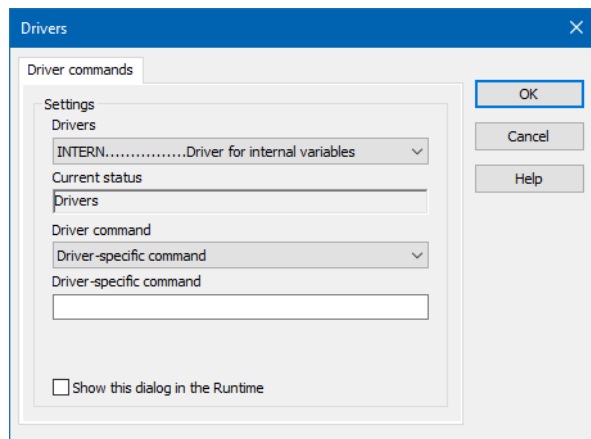 Drivers
Driver commands
Settings
Drivers
INTERN...............Driver for internal variables
Current status
Drivers
Driver command
Driver-specific command
Driver-specific command
Show this dialog in the Runtime
OK
Cancel
Help